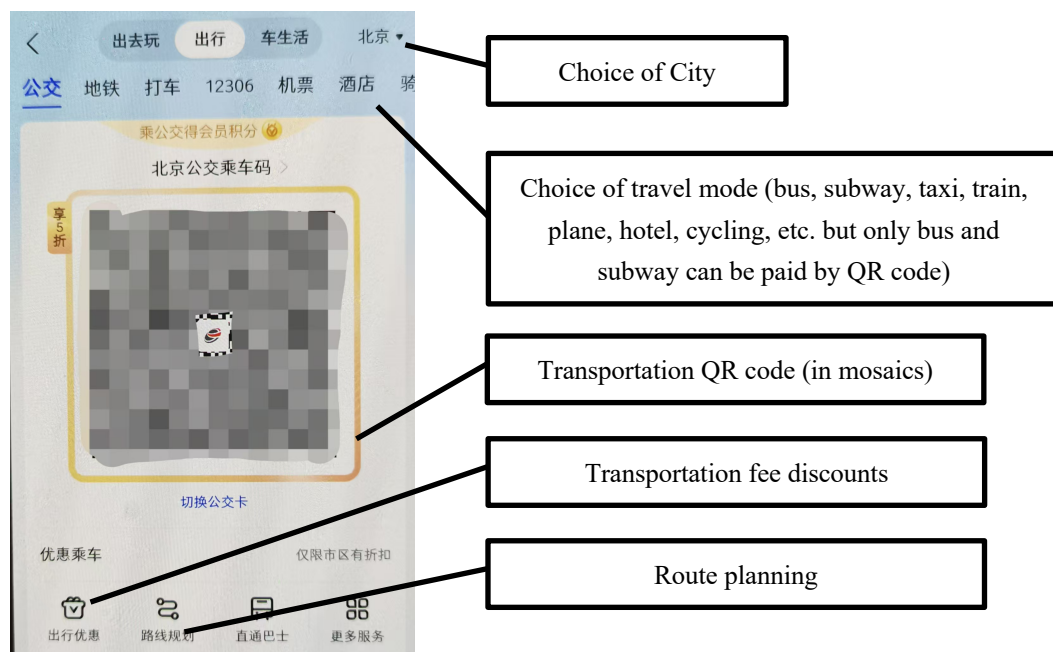 出去玩 出行 车生活 北京
公交 地铁 打车 12306 机票 酒店 骑
乘公交得会员积分
北京公交乘车码 >
享5折
切换公交卡
优惠乘车 仅限市区有折扣
出行优惠 路线规划 直通巴士 更多服务
Choice of City
Choice of travel mode (bus, subway, taxi, train,
plane, hotel, cycling, etc. but only bus and
subway can be paid by QR code)
Transportation QR code (in mosaics)
Transportation fee discounts
Route planning